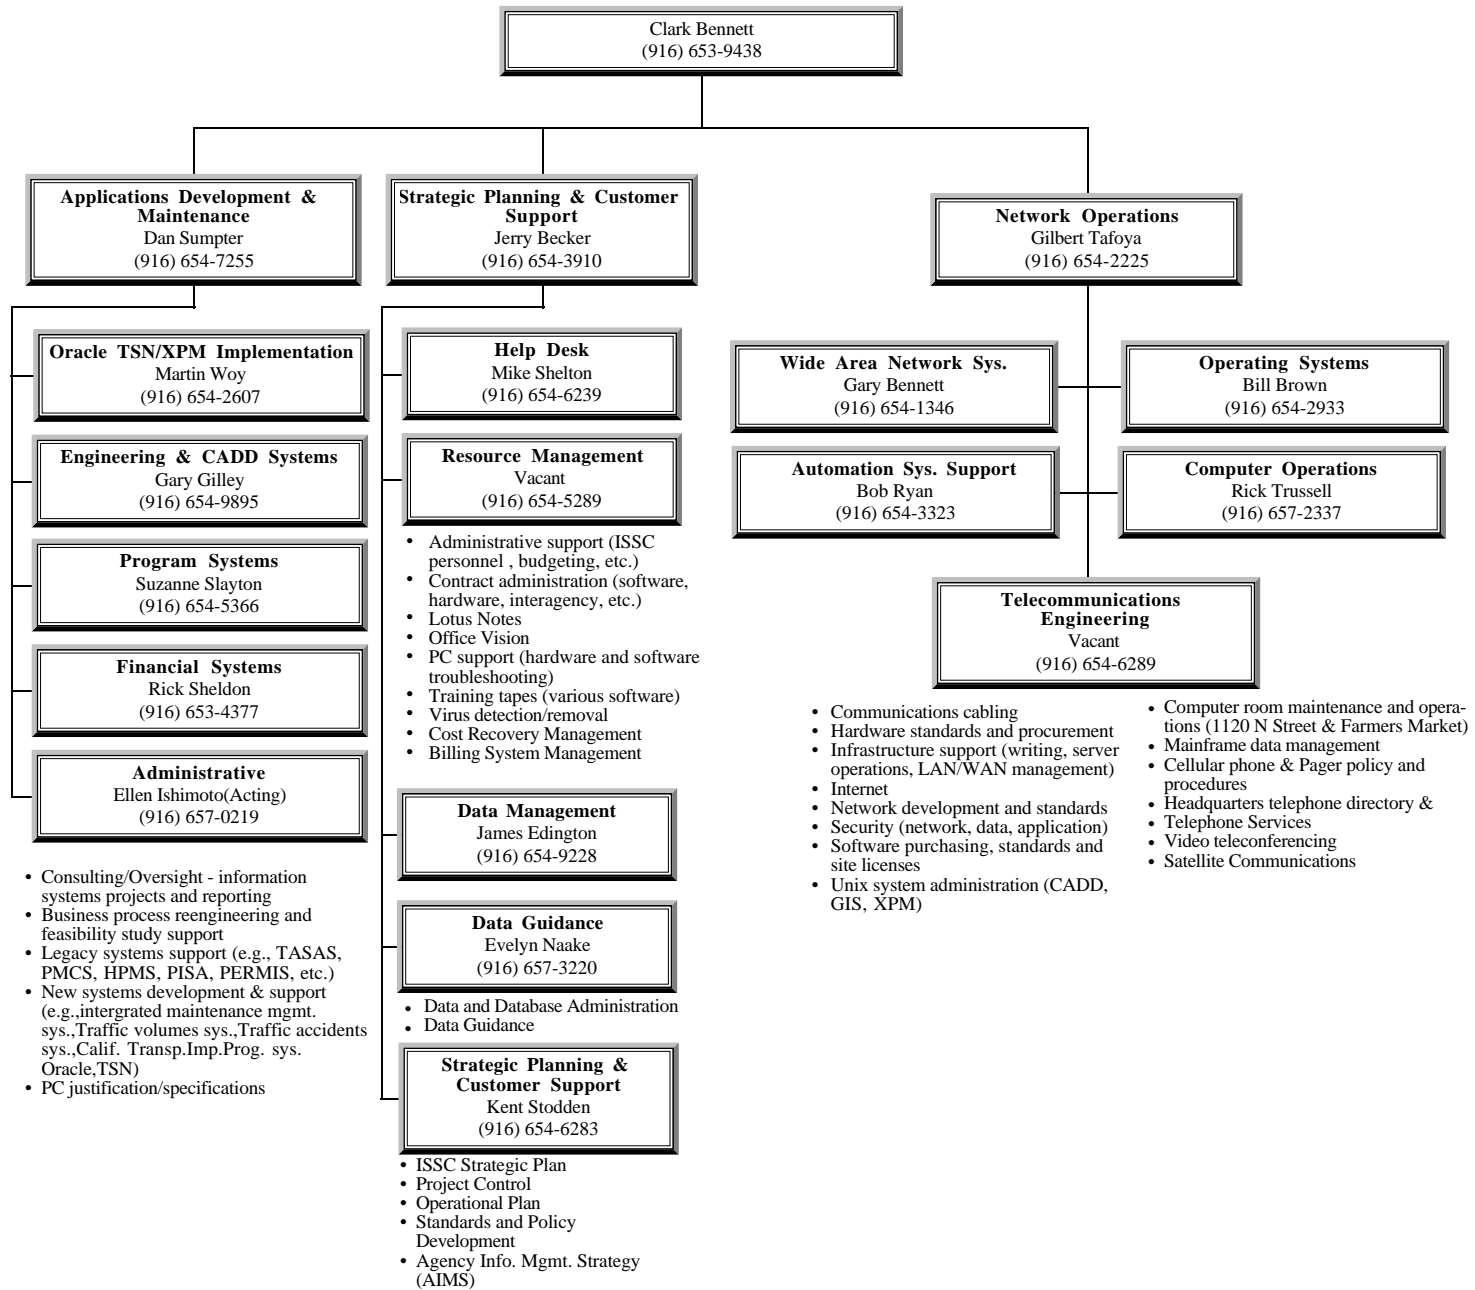 Clark Bennett
(916) 653-9438
Applications Development &
Maintenance
Dan Sumpter
(916) 654-7255
Strategic Planning & Customer
Support
Jerry Becker
(916) 654-3910
Network Operations
Gilbert Tafoya
(916) 654-2225
Oracle TSN/XPM Implementation
Martin Woy
(916) 654-2607
Engineering & CADD Systems
Gary Gilley
(916) 654-9895
Program Systems
Suzanne Slayton
(916) 654-5366
Financial Systems
Rick Sheldon
(916) 653-4377
Administrative
Ellen Ishimoto(Acting)
(916) 657-0219
• Consulting/Oversight - information
systems projects and reporting
• Business process reengineering and
feasibility study support
• Legacy systems support (e.g., TASAS,
PMCS, HPMS, PISA, PERMIS, etc.)
• New systems development & support
(e.g.,intergrated maintenance mgmt.
sys.,Traffic volumes sys.,Traffic accidents
sys.,Calif. Transp.Imp.Prog. sys.
Oracle,TSN)
• PC justification/specifications
Help Desk
Mike Shelton
(916) 654-6239
Resource Management
Vacant
(916) 654-5289
• Administrative support (ISSC
personnel , budgeting, etc.)
• Contract administration (software,
hardware, interagency, etc.)
• Lotus Notes
• Office Vision
• PC support (hardware and software
troubleshooting)
• Training tapes (various software)
• Virus detection/removal
• Cost Recovery Management
• Billing System Management
Data Management
James Edington
(916) 654-9228
Data Guidance
Evelyn Naake
(916) 657-3220
• Data and Database Administration
• Data Guidance
Strategic Planning &
Customer Support
Kent Stodden
(916) 654-6283
• ISSC Strategic Plan
• Project Control
• Operational Plan
• Standards and Policy
Development
• Agency Info. Mgmt. Strategy
(AIMS)
Wide Area Network Sys.
Gary Bennett
(916) 654-1346
Operating Systems
Bill Brown
(916) 654-2933
Automation Sys. Support
Bob Ryan
(916) 654-3323
Computer Operations
Rick Trussell
(916) 657-2337
Telecommunications
Engineering
Vacant
(916) 654-6289
• Communications cabling
• Hardware standards and procurement
• Infrastructure support (writing, server
operations, LAN/WAN management)
• Internet
• Network development and standards
• Security (network, data, application)
• Software purchasing, standards and
site licenses
• Unix system administration (CADD,
GIS, XPM)
• Computer room maintenance and opera-
tions (1120 N Street & Farmers Market)
• Mainframe data management
• Cellular phone & Pager policy and
procedures
• Headquarters telephone directory &
• Telephone Services
• Video teleconferencing
• Satellite Communications